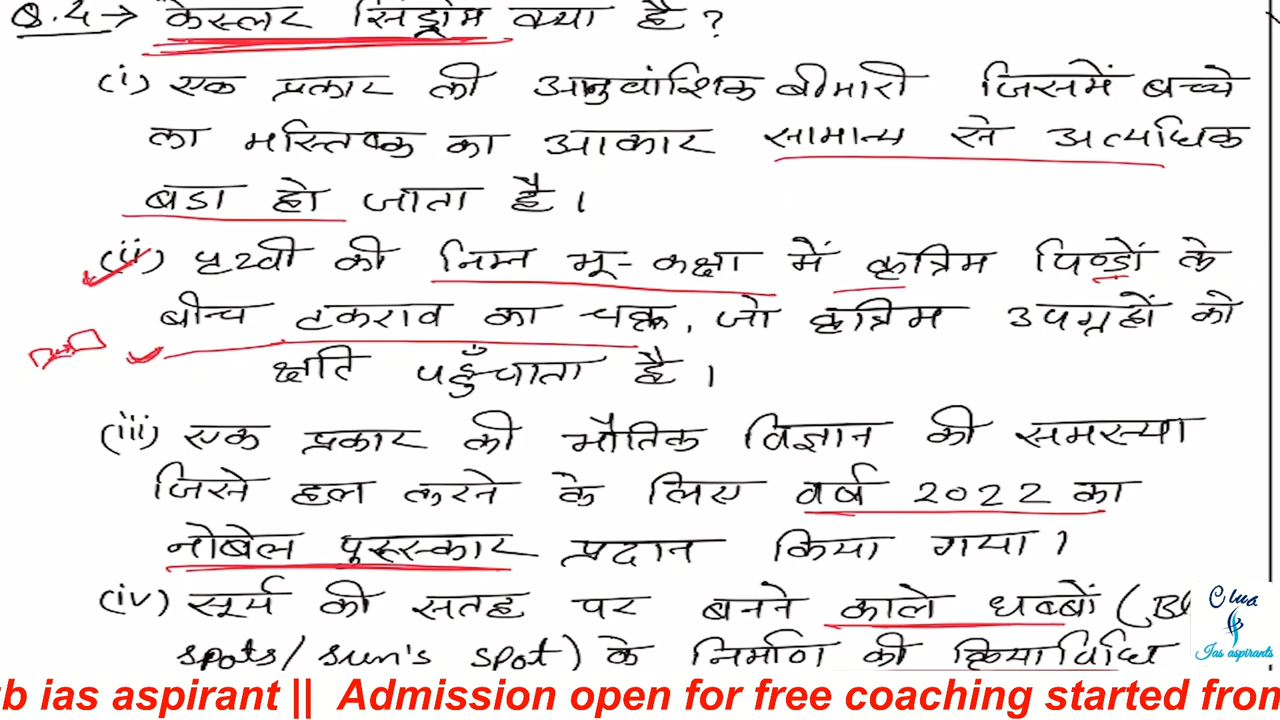 Q.4→ केस्लर सिंड्रोम क्या है?
(i) एक प्रकार की आनुवांशिक बीमारी जिसमें बच्चे
का मस्तिष्क का आकार सामान्य से अत्यधिक
बडा हो जाता है।
(ii) पृथ्वी की निम्न भू-कक्षा में कृत्रिम पिण्डों के
बीच टकराव का चक्र, जो कृत्रिम उपग्रहों को
क्षति पहुँचाता है।
(iii) एक प्रकार की भौतिक विज्ञान की समस्या
जिसे हल करने के लिए वर्ष 2022 का
नोबेल पुरुस्कार प्रदान किया गया।
(iv) सूर्य की सतह पर बनने काले धब्बों (
spots/sun's spot) के निर्माण की क्रियाविधि
Ias aspirants
b ias aspirant || Admission open for free coaching started from